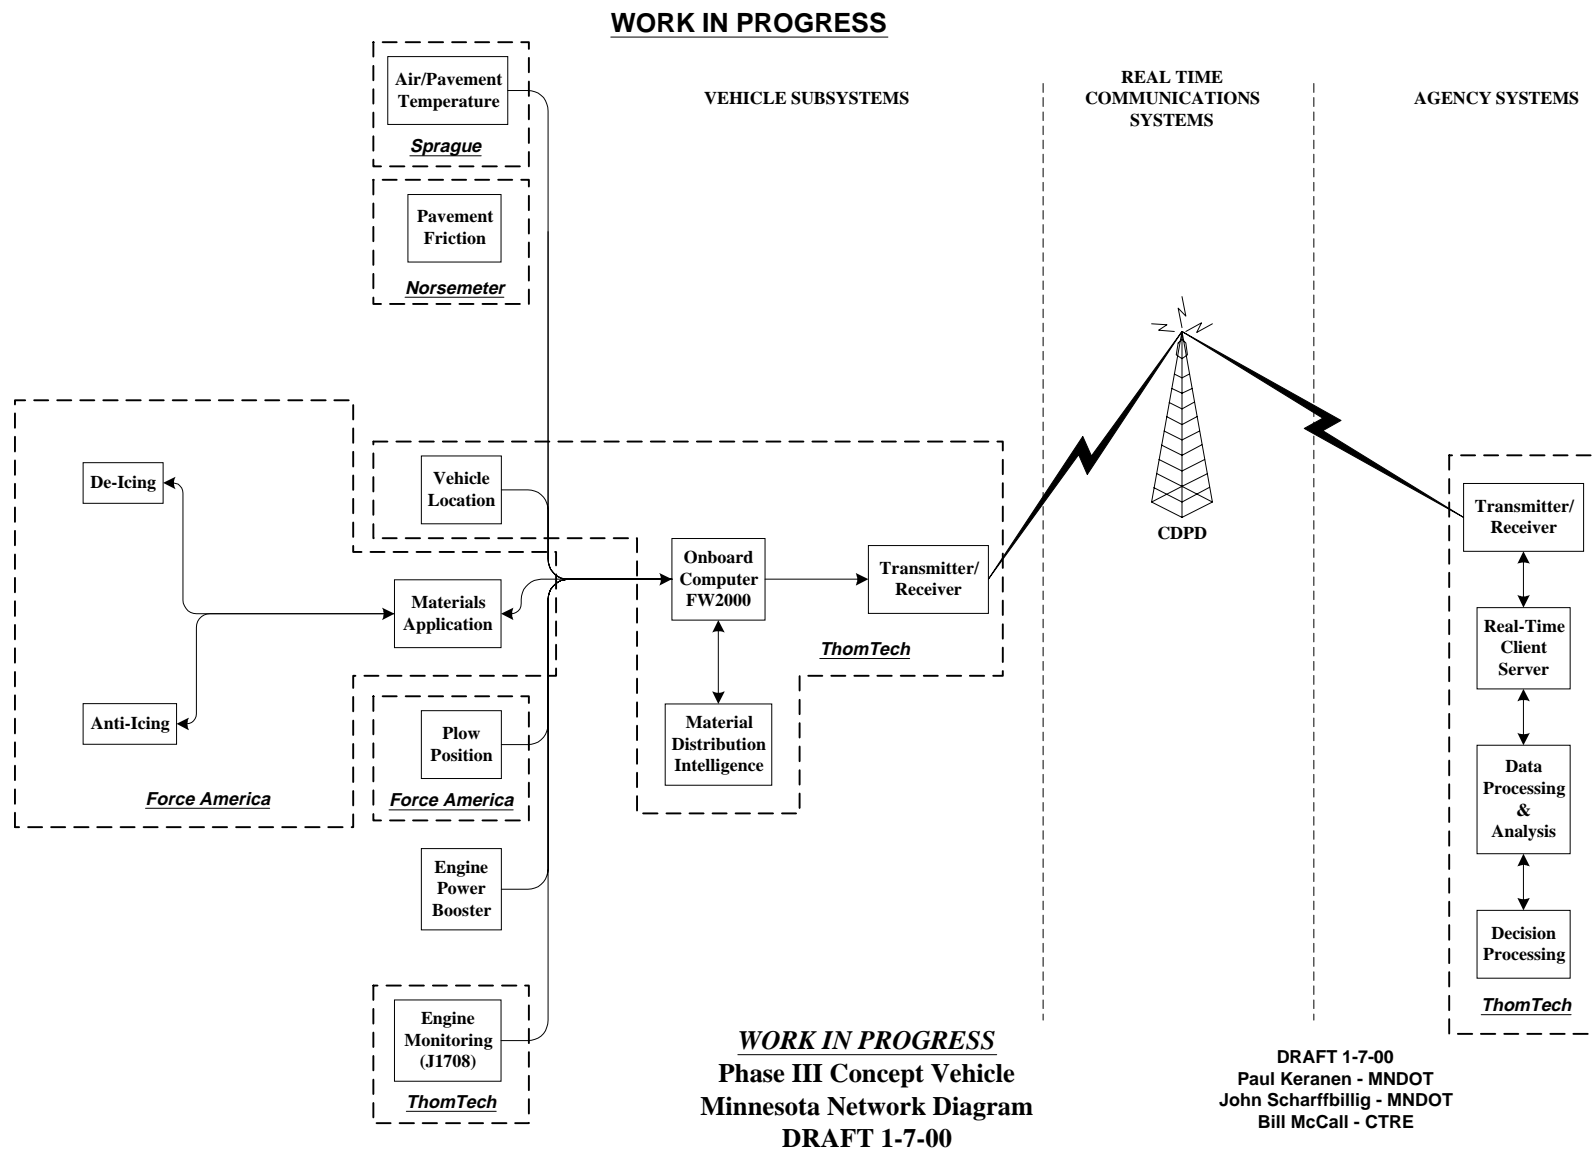 WORK IN PROGRESS
Air/Pavement
Temperature
Sprague
VEHICLE SUBSYSTEMS
REAL TIME
COMMUNICATIONS
SYSTEMS
AGENCY SYSTEMS
Pavement
Friction
Norsemeter
De-Icing
Vehicle
Location
Onboard
Computer
FW2000
Transmitter/
Receiver
ThomTech
CDPD
Transmitter/
Receiver
Materials
Application
Real-Time
Client
Server
Anti-Icing
Force America
Plow
Position
Force America
Material
Distribution
Intelligence
Data
Processing
&
Analysis
Engine
Power
Booster
Decision
Processing
ThomTech
Engine
Monitoring
(J1708)
ThomTech
WORK IN PROGRESS
Phase III Concept Vehicle
Minnesota Network Diagram
DRAFT 1-7-00
DRAFT 1-7-00
Paul Keranen - MNDOT
John Scharffbillig - MNDOT
Bill McCall - CTRE